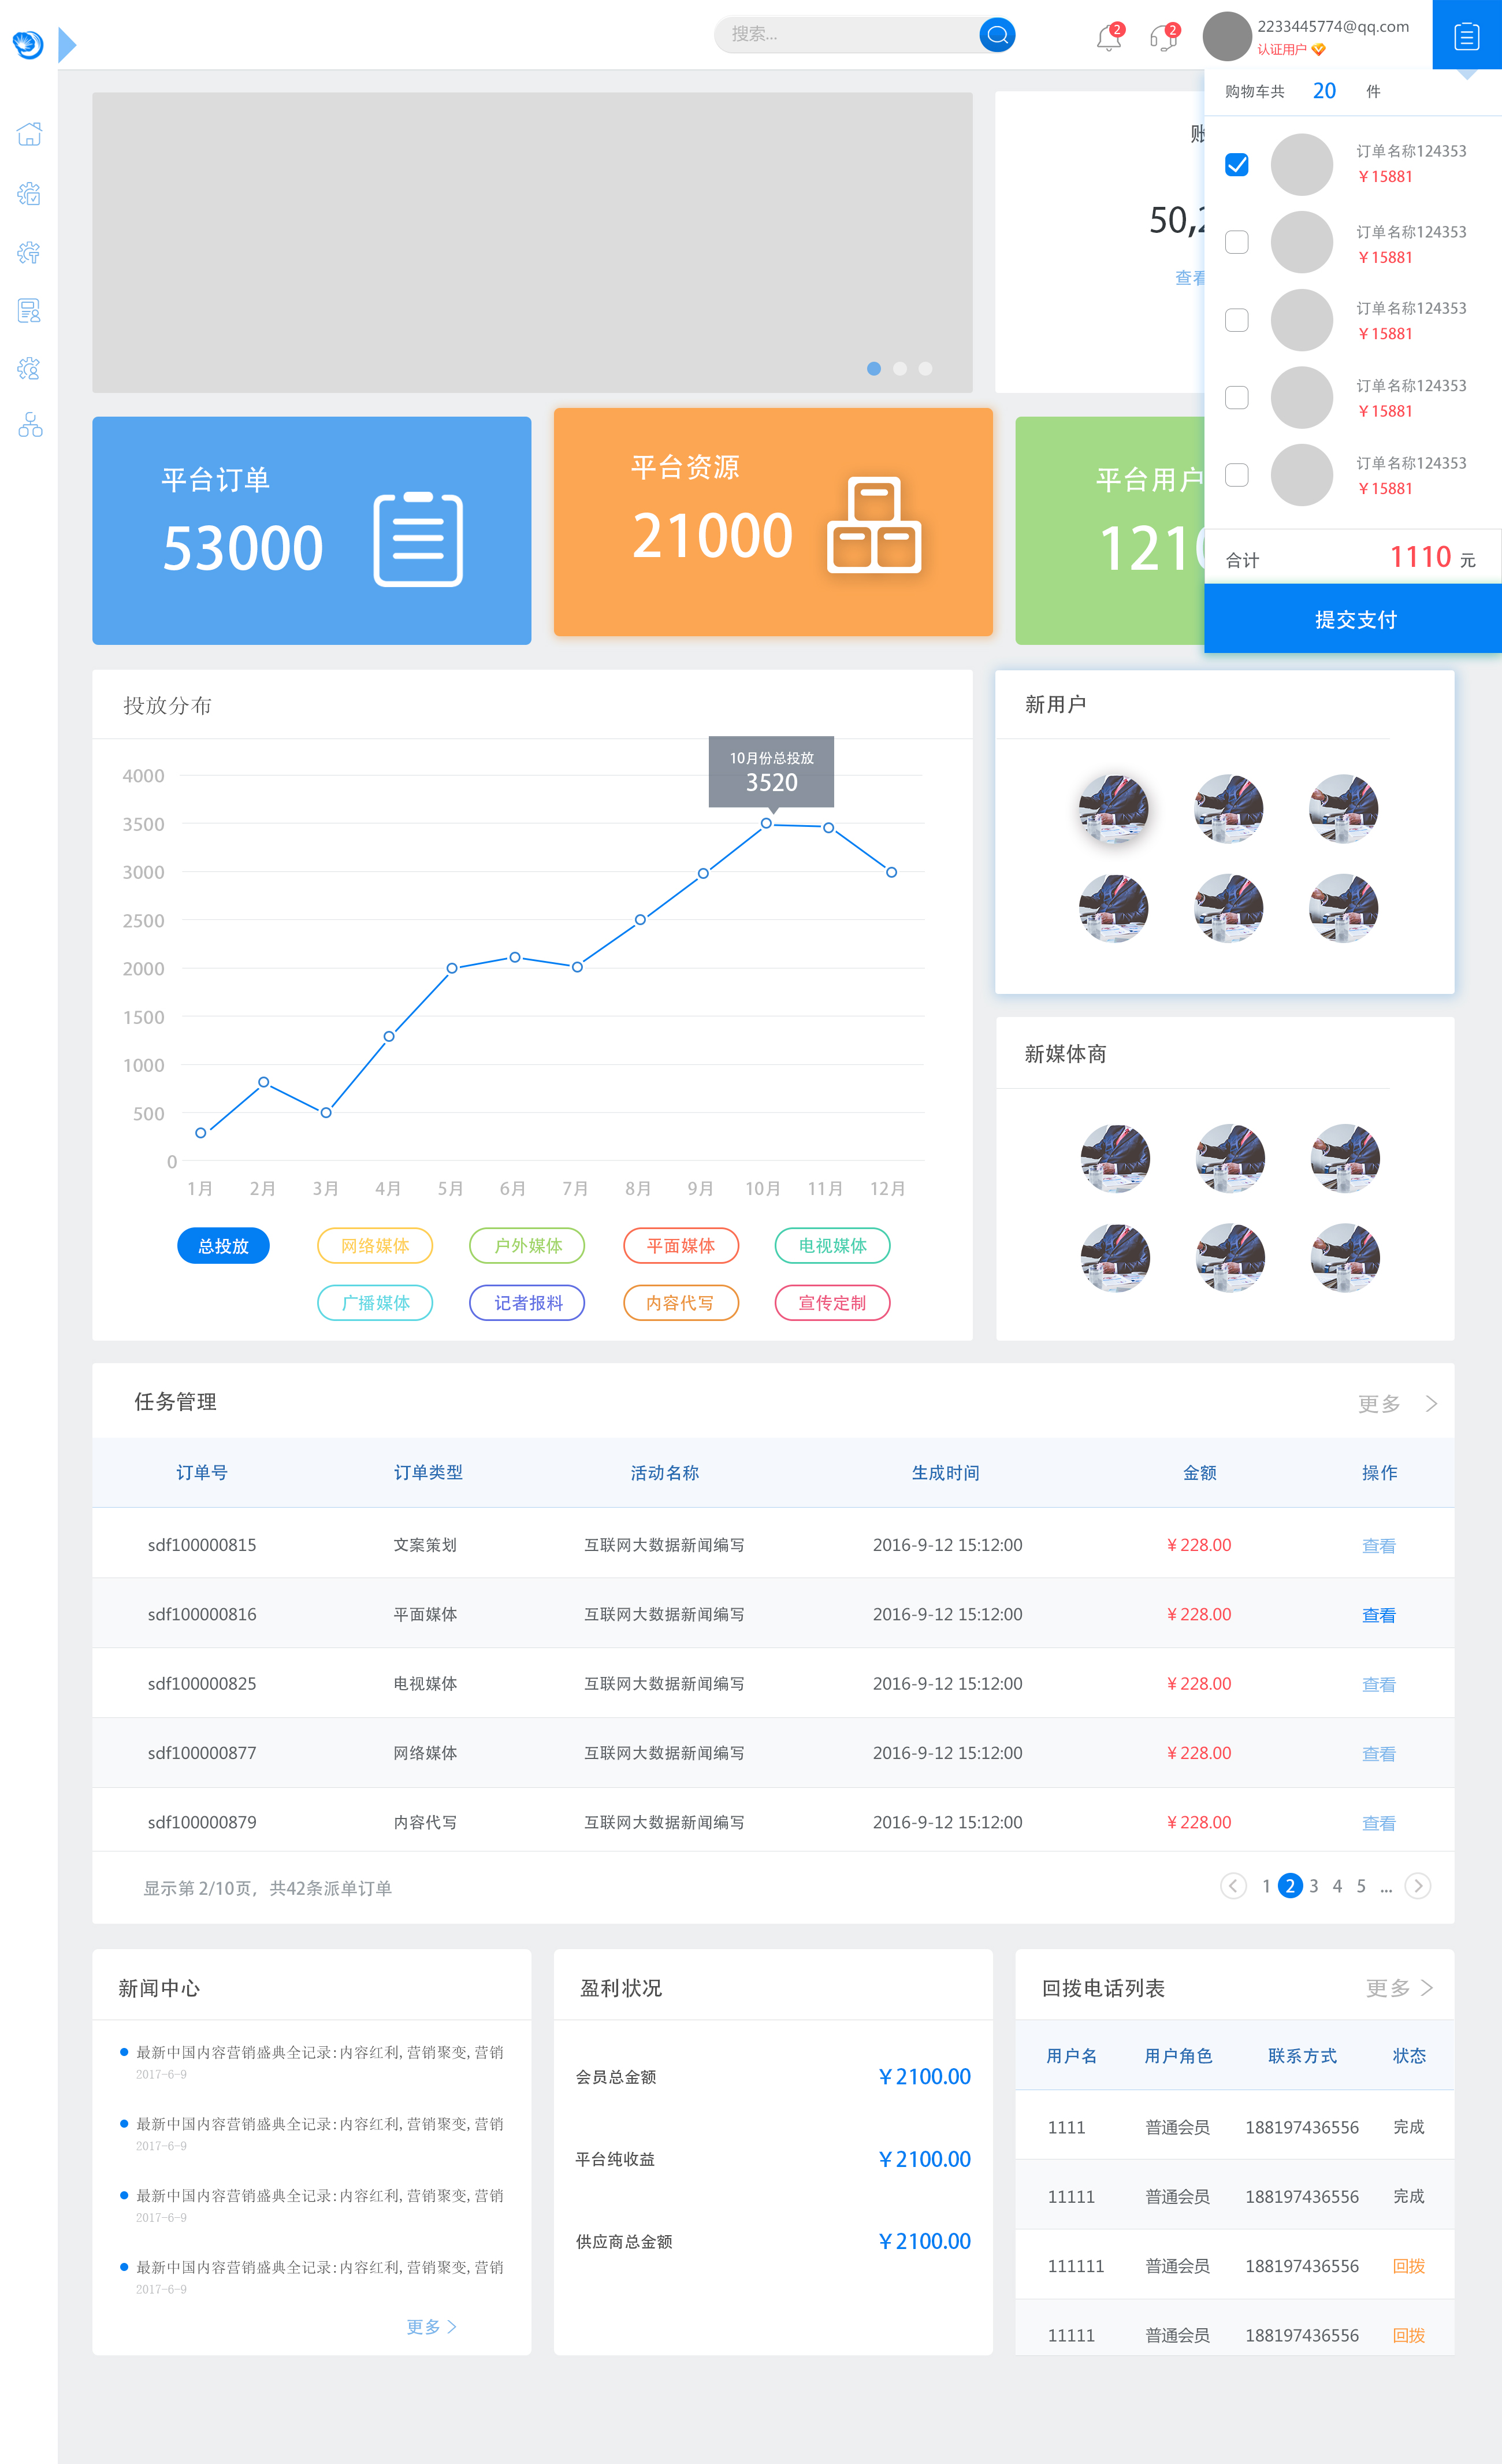 搜索...
2
2
2233445774@qq.com
认证用户
购物车共 20 件
订单名称124353
￥15881
订单名称124353
￥15881
订单名称124353
￥15881
订单名称124353
￥15881
订单名称124353
￥15881
合计 1110 元
提交支付
账
50,2
查看
平台订单
53000
平台资源
21000
平台用户
1210
投放分布
10月份总投放
3520
4000
3500
3000
2500
2000
1500
1000
500
0
1月 2月 3月 4月 5月 6月 7月 8月 9月 10月 11月 12月
总投放 网络媒体 户外媒体 平面媒体 电视媒体
广播媒体 记者报料 内容代写 宣传定制
新用户
新媒体商
任务管理 更多
订单号 订单类型 活动名称 生成时间 金额 操作
sdf100000815 文案策划 互联网大数据新闻编写 2016-9-12 15:12:00 ￥228.00 查看
sdf100000816 平面媒体 互联网大数据新闻编写 2016-9-12 15:12:00 ￥228.00 查看
sdf100000825 电视媒体 互联网大数据新闻编写 2016-9-12 15:12:00 ￥228.00 查看
sdf100000877 网络媒体 互联网大数据新闻编写 2016-9-12 15:12:00 ￥228.00 查看
sdf100000879 内容代写 互联网大数据新闻编写 2016-9-12 15:12:00 ￥228.00 查看
显示第 2/10页，共42条派单订单 1 2 3 4 5 ...
新闻中心
最新中国内容营销盛典全记录:内容红利,营销聚变,营销
2017-6-9
最新中国内容营销盛典全记录:内容红利,营销聚变,营销
2017-6-9
最新中国内容营销盛典全记录:内容红利,营销聚变,营销
2017-6-9
最新中国内容营销盛典全记录:内容红利,营销聚变,营销
2017-6-9
更多
盈利状况
会员总金额 ￥2100.00
平台纯收益 ￥2100.00
供应商总金额 ￥2100.00
回拨电话列表 更多
用户名 用户角色 联系方式 状态
1111 普通会员 188197436556 完成
11111 普通会员 188197436556 完成
111111 普通会员 188197436556 回拨
11111 普通会员 188197436556 回拨